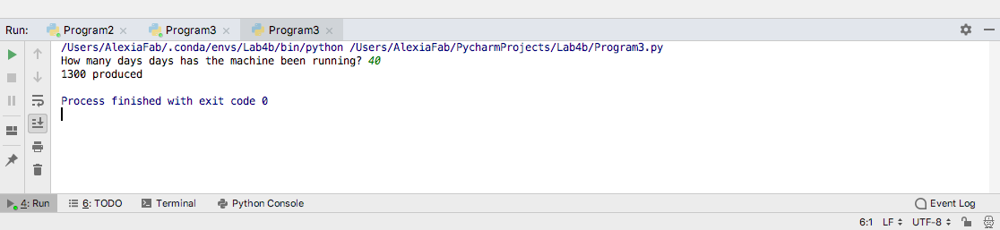 Run: Program2 Program3 Program3
/Users/AlexiaFab/.conda/envs/Lab4b/bin/python /Users/AlexiaFab/PycharmProjects/Lab4b/Program3.py
How many days days has the machine been running? 40
1300 produced
Process finished with exit code 0
4: Run 6: TODO Terminal Python Console Event Log
6:1 LF UTF-8